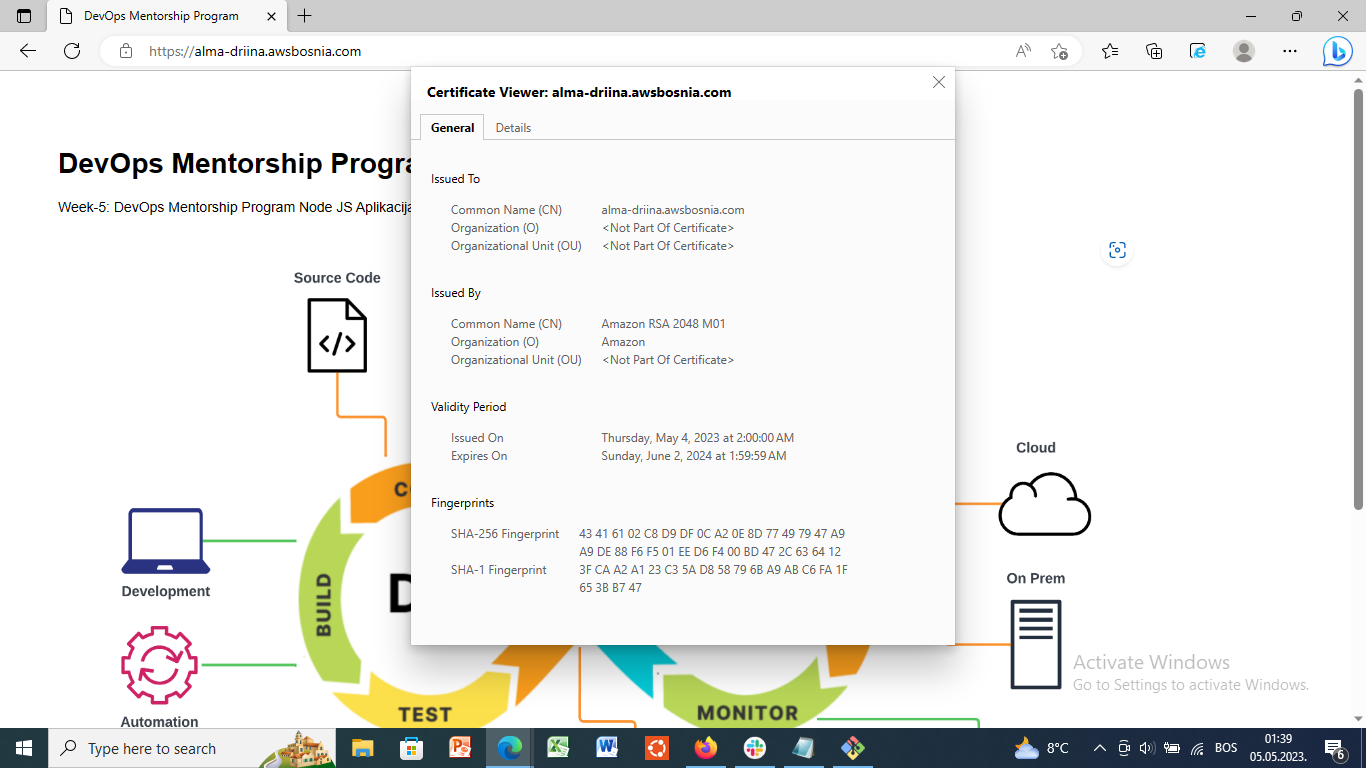 DevOps Mentorship Program
https://alma-driina.awsbosnia.com
Certificate Viewer: alma-driina.awsbosnia.com
General Details
Issued To
Common Name (CN) alma-driina.awsbosnia.com
Organization (O) <Not Part Of Certificate>
Organizational Unit (OU) <Not Part Of Certificate>
Issued By
Common Name (CN) Amazon RSA 2048 M01
Organization (O) Amazon
Organizational Unit (OU) <Not Part Of Certificate>
Validity Period
Issued On Thursday, May 4, 2023 at 2:00:00 AM
Expires On Sunday, June 2, 2024 at 1:59:59 AM
Fingerprints
SHA-256 Fingerprint 43 41 61 02 C8 D9 DF 0C A2 0E 8D 77 49 79 47 A9
A9 DE 88 F6 F5 01 EE D6 F4 00 BD 47 2C 63 64 12
SHA-1 Fingerprint 3F CA A2 A1 23 C3 5A D8 58 79 6B A9 AB C6 FA 1F
65 3B B7 47
DevOps Mentorship Progra
Week-5: DevOps Mentorship Program Node JS Aplikacija
Source Code
</>
Development
Automation
BUILD
TEST
MONITOR
Cloud
On Prem
Activate Windows
Go to Settings to activate Windows.
Type here to search
8°C
BOS
01:39
05.05.2023.
6